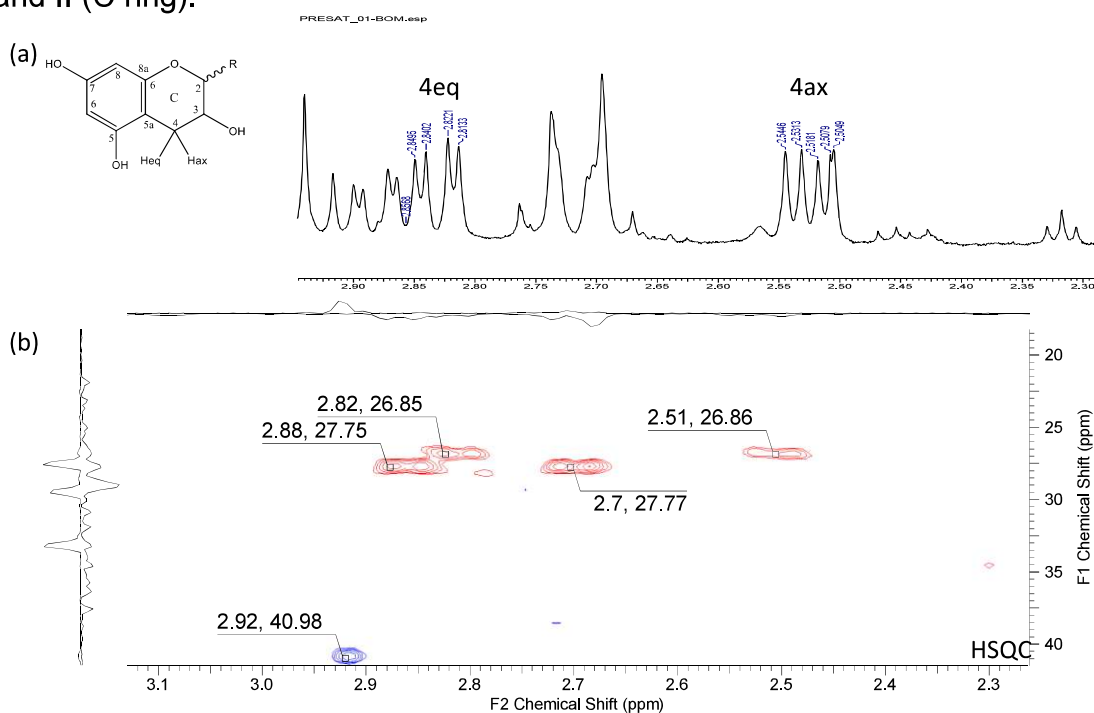 and II (C ring).
PRESAT_01-BOM.esp
(a)
HO
7
8
8a
O
6
2
R
C
3
OH
6
5
5a
4
OH
Heq
Hax
4eq
4ax
2.8568
2.8495
2.8402
2.8221
2.8133
2.5446
2.5313
2.5181
2.5079
2.5049
2.90 2.85 2.80 2.75 2.70 2.65 2.60 2.55 2.50 2.45 2.40 2.35 2.30
(b)
2.82, 26.85
2.88, 27.75
2.51, 26.86
2.7, 27.77
2.92, 40.98
HSQC
20
25
30
35
40
F1 Chemical Shift (ppm)
3.1 3.0 2.9 2.8 2.7 2.6 2.5 2.4 2.3
F2 Chemical Shift (ppm)